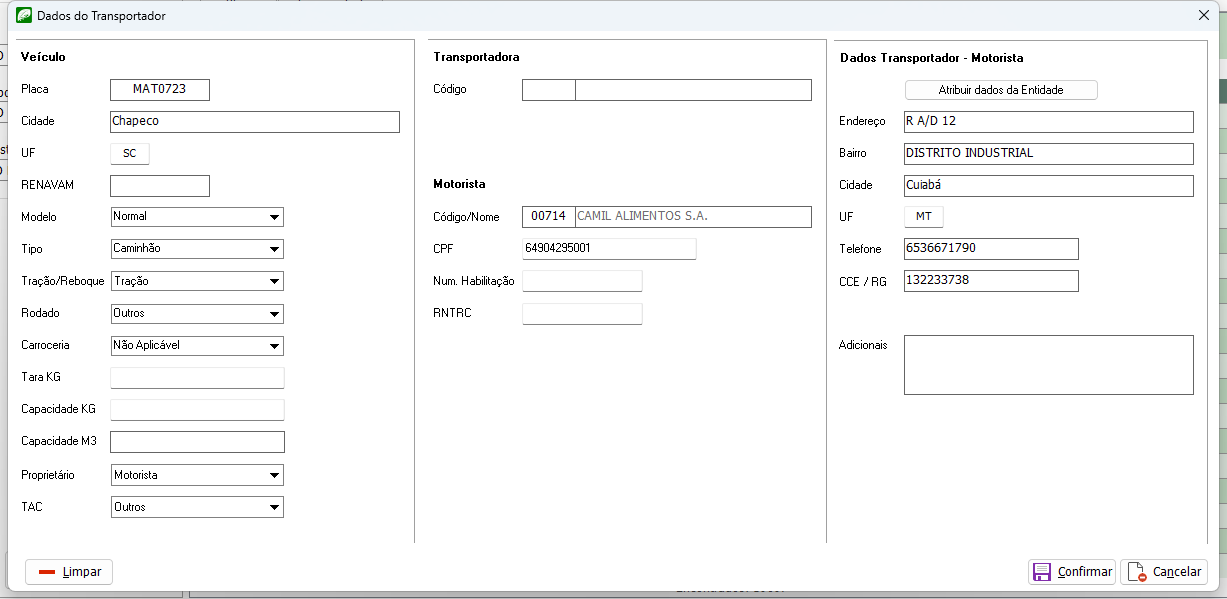 Dados do Transportador
Veículo
Placa MAT0723
Cidade Chapeco
UF SC
RENAVAM
Modelo Normal
Tipo Caminhão
Tração/Reboque Tração
Rodado Outros
Carroceria Não Aplicável
Tara KG
Capacidade KG
Capacidade M3
Proprietário Motorista
TAC Outros
Transportadora
Código
Motorista
Código/Nome 00714 CAMIL ALIMENTOS S.A.
CPF 64904295001
Num. Habilitação
RNTRC
Dados Transportador - Motorista
Atribuir dados da Entidade
Endereço R A/D 12
Bairro DISTRITO INDUSTRIAL
Cidade Cuiabá
UF MT
Telefone 6536671790
CCE / RG 132233738
Adicionais
Limpar
Confirmar
Cancelar